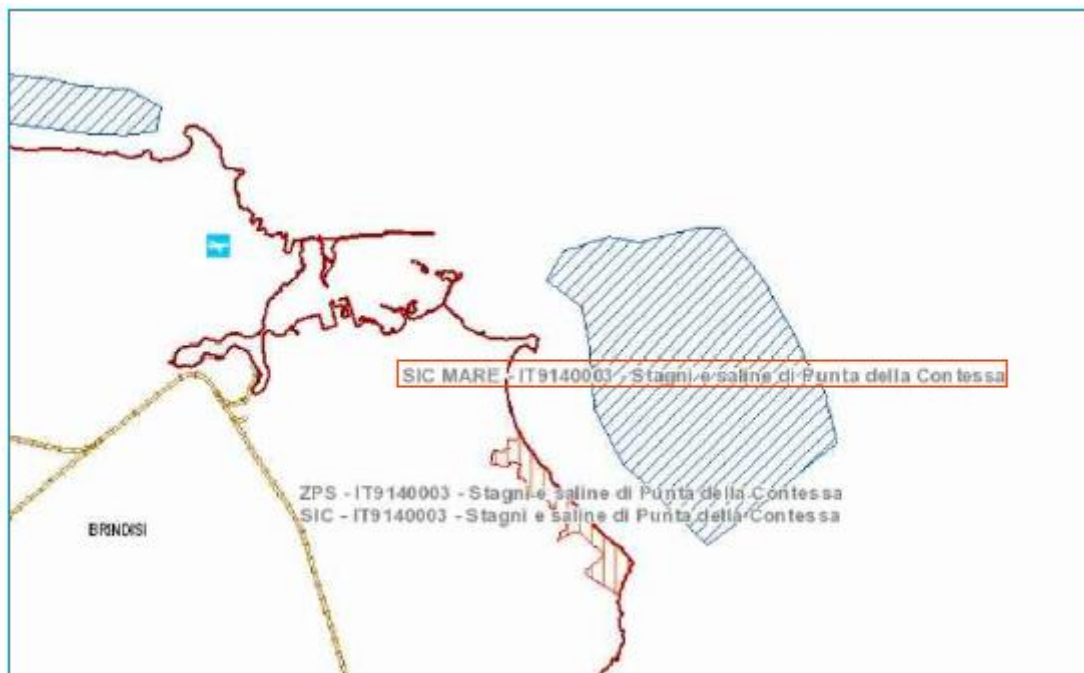 SIC MARE - IT9140003 - Stagni e saline di Punta della Contessa
ZPS - IT9140003 - Stagni e saline di Punta della Contessa
SIC - IT9140003 - Stagni e saline di Punta della Contessa
BRINDISI